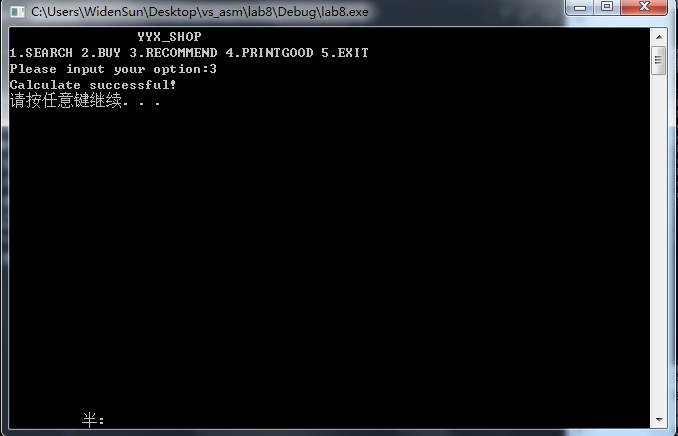 C:\Users\WidenSun\Desktop\vs_asm\lab8\Debug\lab8.exe
YYX_SHOP
1.SEARCH 2.BUY 3.RECOMMEND 4.PRINTGOOD 5.EXIT
Please input your option:3
Calculate successful!
请按任意键继续. . .
半: